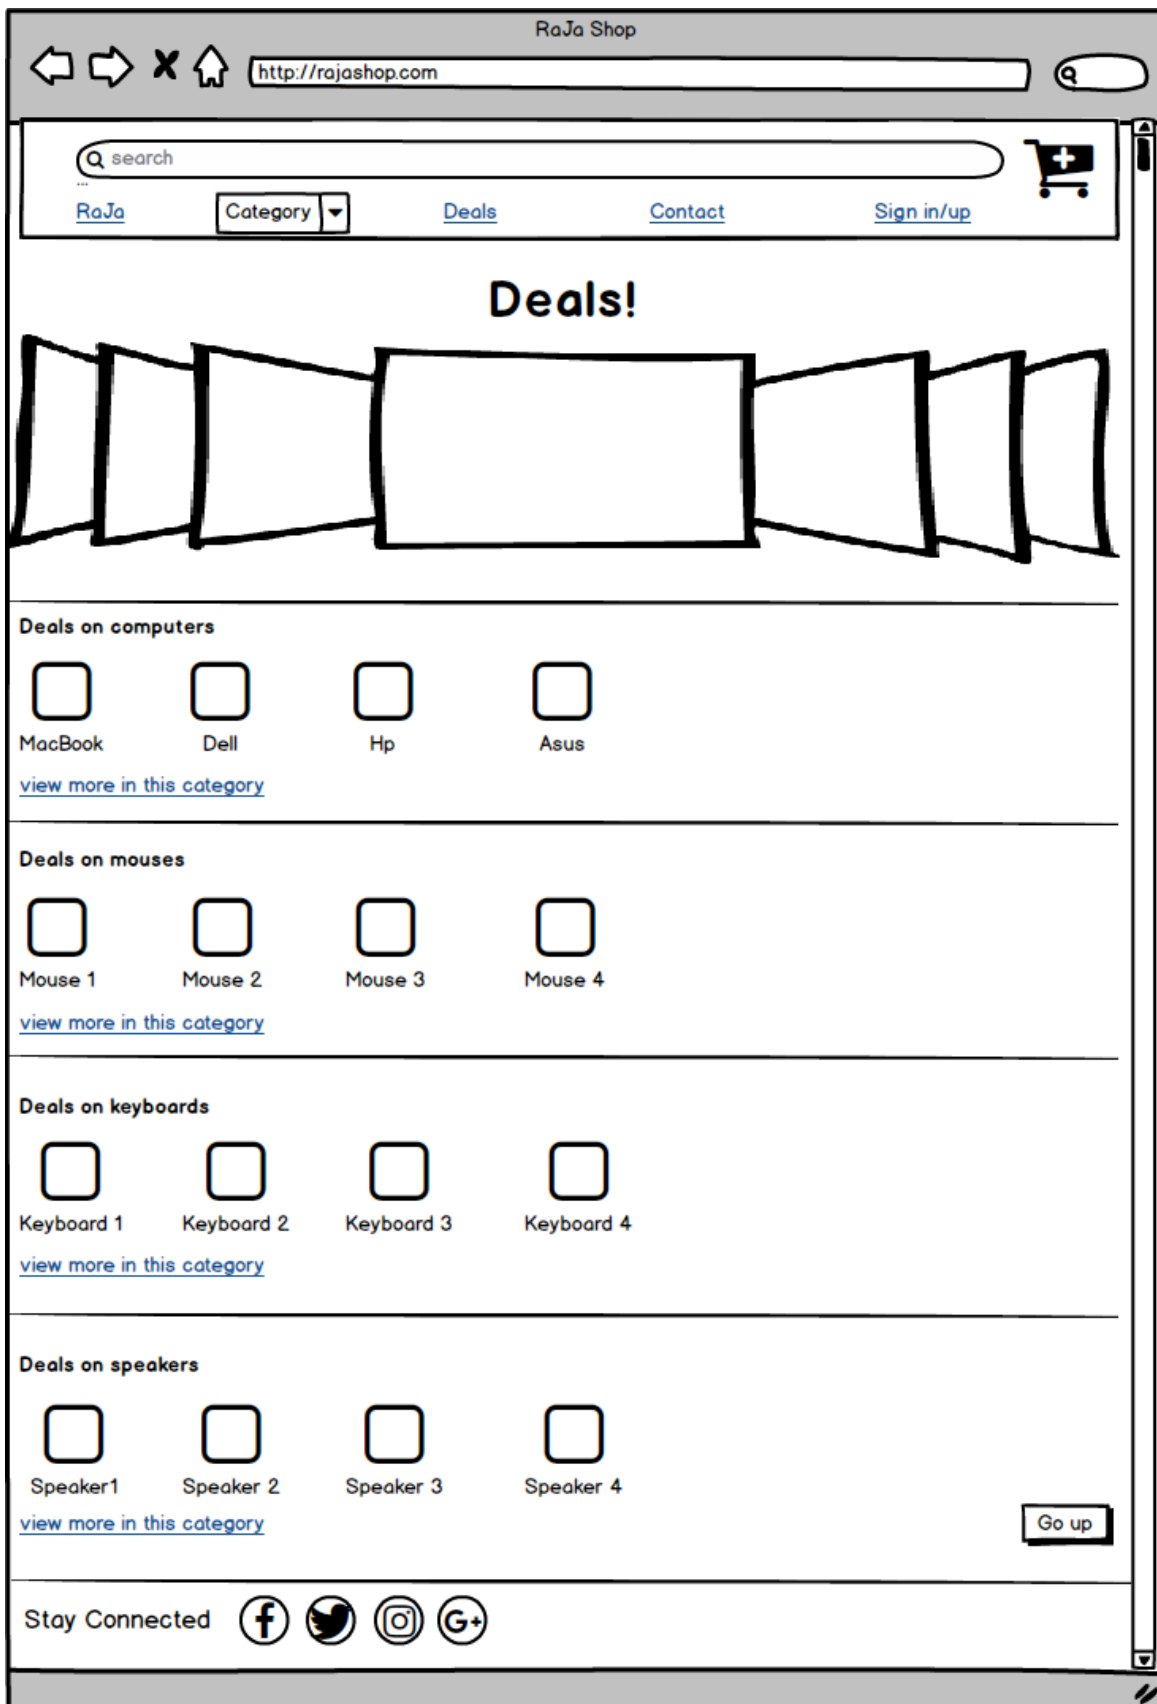 RaJa Shop
http://rajashop.com
search
...
RaJa Category Deals Contact Sign in/up
Deals!
Deals on computers
MacBook Dell Hp Asus
view more in this category
Deals on mouses
Mouse 1 Mouse 2 Mouse 3 Mouse 4
view more in this category
Deals on keyboards
Keyboard 1 Keyboard 2 Keyboard 3 Keyboard 4
view more in this category
Deals on speakers
Speaker1 Speaker 2 Speaker 3 Speaker 4
view more in this category
Go up
Stay Connected